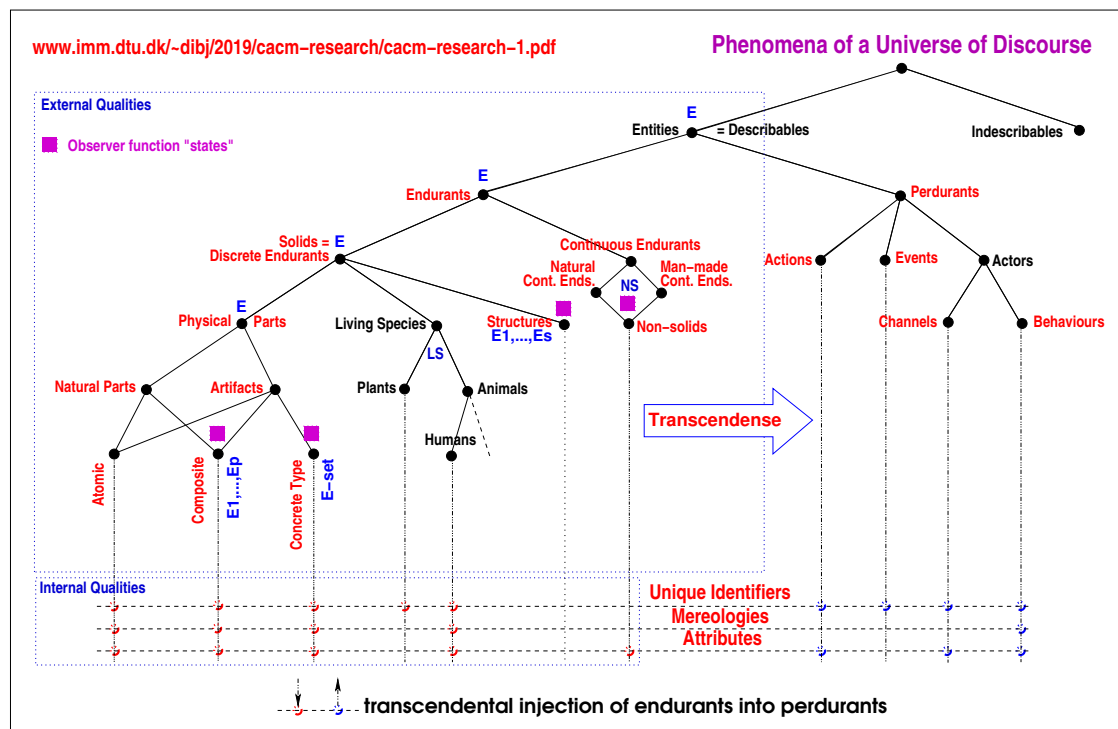 www.imm.dtu.dk/~dibj/2019/cacm-research/cacm-research-1.pdf
Phenomena of a Universe of Discourse
External Qualities
Observer function "states"
E
Entities = Describables
Indescribables
E
Endurants
Perdurants
Solids = E
Discrete Endurants
Continuous Endurants
Natural
Cont. Ends.
Man-made
Cont. Ends.
NS
Actions
Events
Actors
E
Physical Parts
Living Species
LS
Structures
E1,...,Es
Non-solids
Channels
Behaviours
Natural Parts
Artifacts
Plants
Animals
Transcendense
Humans
Atomic
Composite
E1,...,Ep
Concrete Type
E-set
Internal Qualities
Unique Identifiers
Mereologies
Attributes
transcendental injection of endurants into perdurants